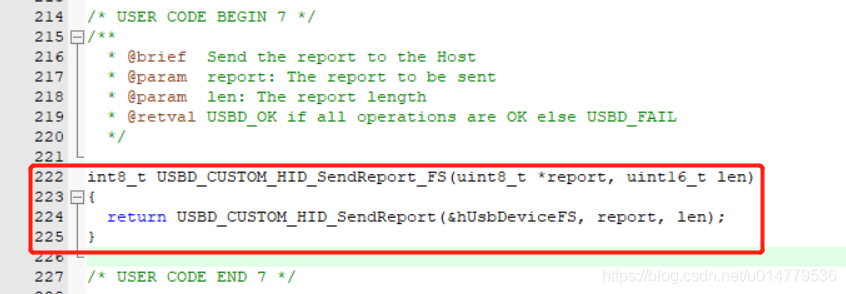 214 /* USER CODE BEGIN 7 */
215 /**
216 * @brief  Send the report to the Host
217 * @param  report: The report to be sent
218 * @param  len: The report length
219 * @retval USBD_OK if all operations are OK else USBD_FAIL
220 */
221
222 int8_t USBD_CUSTOM_HID_SendReport_FS(uint8_t *report, uint16_t len)
223 {
224   return USBD_CUSTOM_HID_SendReport(&hUsbDeviceFS, report, len);
225 }
226
227 /* USER CODE END 7 */
https://blog.csdn.net/u014779536